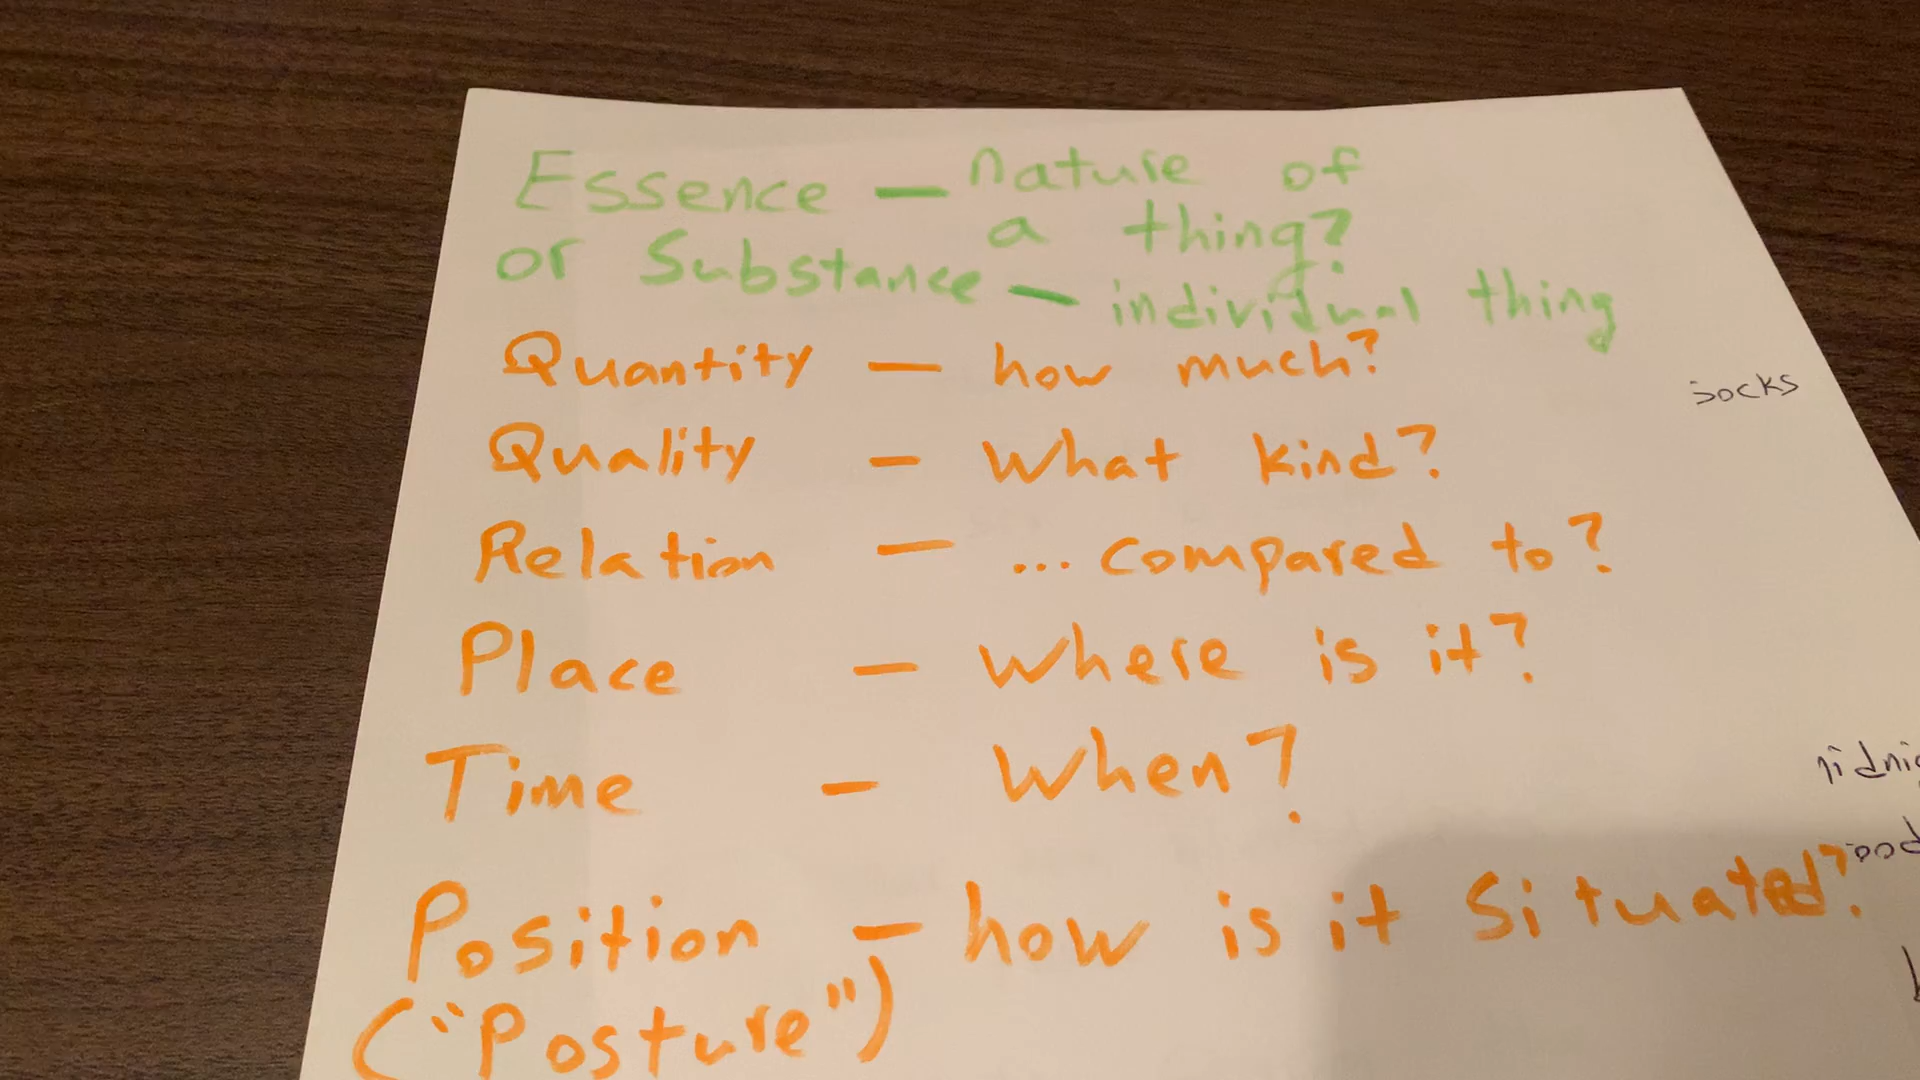 Essence — nature of
a thing?
or Substance — individual thing
Quantity — how much?
socks
Quality — What kind?
Relation — ... compared to?
Place — Where is it?
Time — When?
Position — how is it Situated?
("Posture")